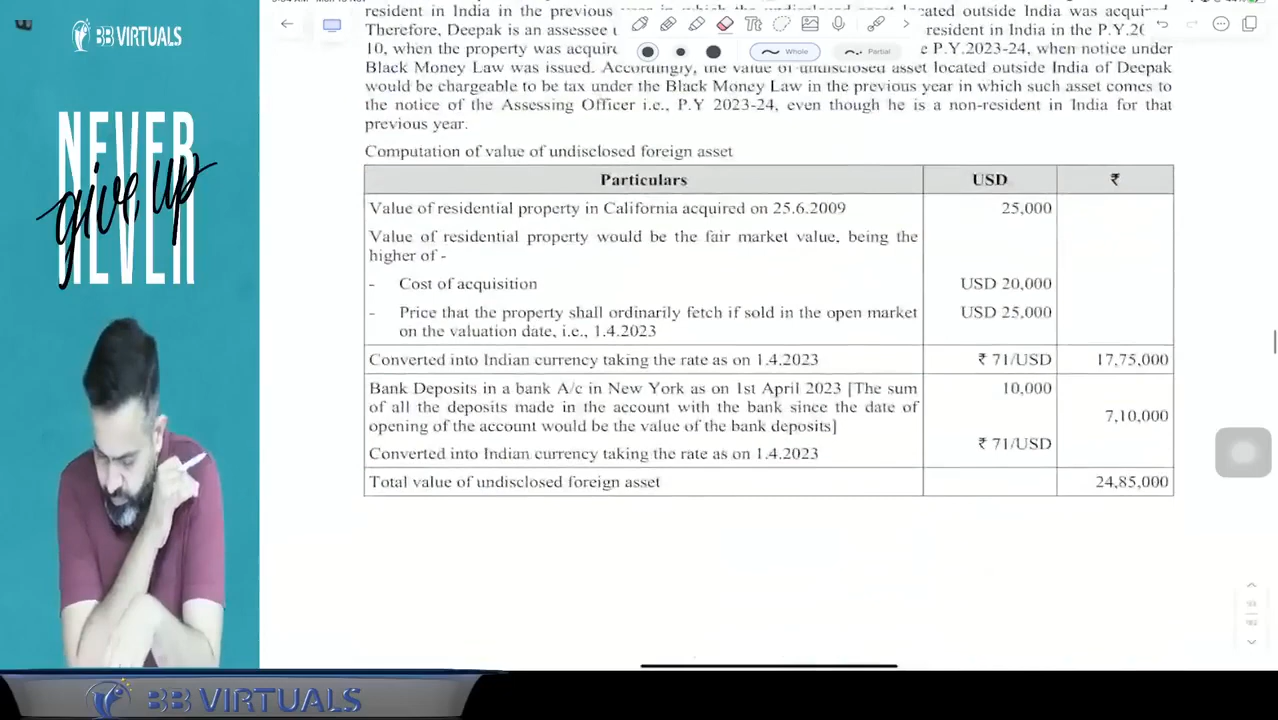 BB VIRTUALS
NEVER
give up
NEVER
resident in India in the previous year in which the undisclosed asset located outside India was acquired.
Therefore, Deepak is an assessee resident in India in the P.Y.
10, when the property was P.Y.2023-24, when notice under
Whole
Partial
Black Money Law was issued. Accordingly, the value of undisclosed asset located outside India of Deepak
would be chargeable to be tax under the Black Money Law in the previous year in which such asset comes to
the notice of the Assessing Officer i.e., P.Y 2023-24, even though he is a non-resident in India for that
previous year.
Computation of value of undisclosed foreign asset
Particulars USD ₹
Value of residential property in California acquired on 25.6.2009 25,000
Value of residential property would be the fair market value, being the
higher of -
- Cost of acquisition USD 20,000
- Price that the property shall ordinarily fetch if sold in the open market USD 25,000
on the valuation date, i.e., 1.4.2023
Converted into Indian currency taking the rate as on 1.4.2023 ₹ 71/USD 17,75,000
Bank Deposits in a bank A/c in New York as on 1st April 2023 [The sum 10,000
of all the deposits made in the account with the bank since the date of 7,10,000
opening of the account would be the value of the bank deposits]
Converted into Indian currency taking the rate as on 1.4.2023 ₹ 71/USD
Total value of undisclosed foreign asset 24,85,000
BB VIRTUALS